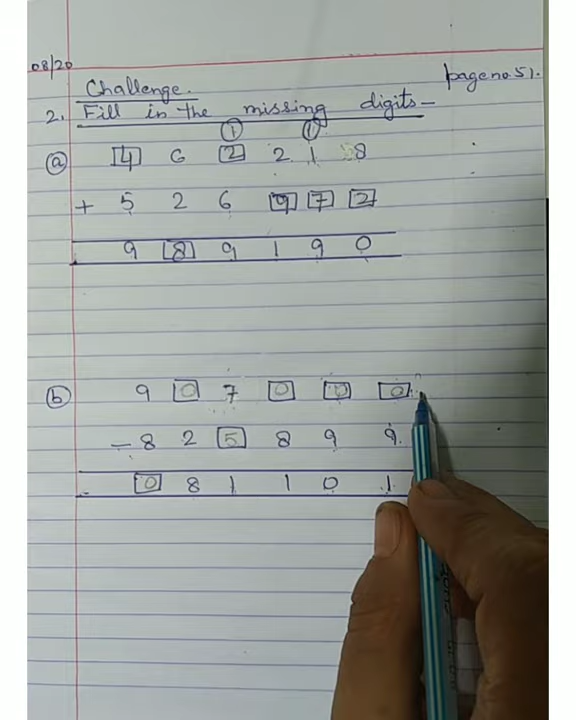 08/20
page no 51.
Challenge.
2. Fill in the missing digits-
1 1
a 4 6 2 2 1 8
+ 5 2 6 9 7 2
9 8 9 1 9 0
b 9 0 7 0 0 0
- 8 2 5 8 9 9
0 8 1 1 0 1